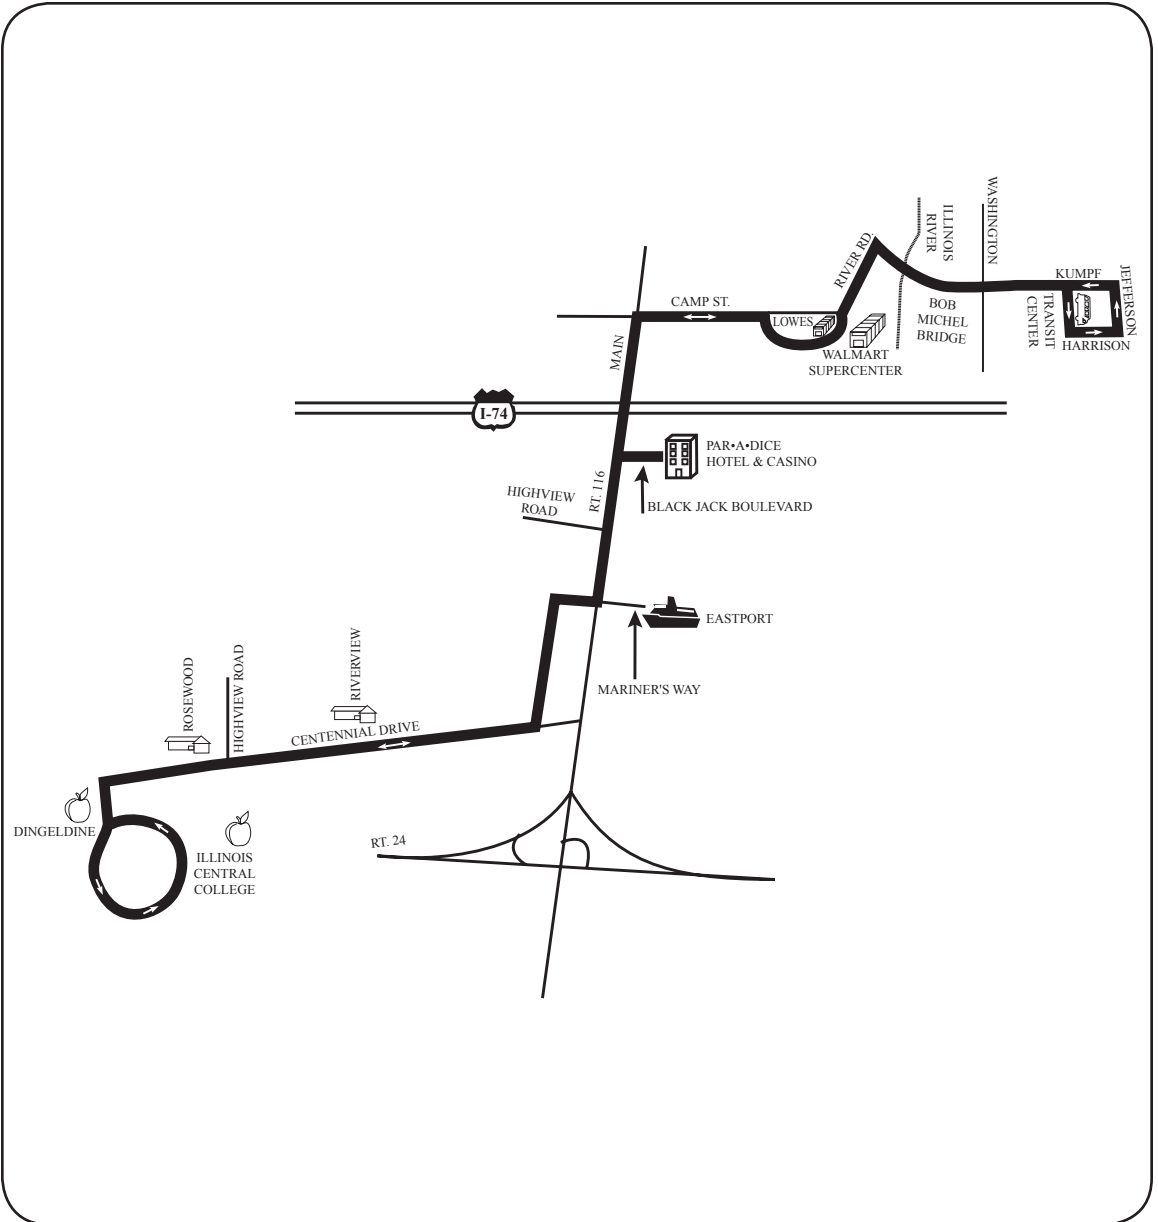 WASHINGTON
ILLINOIS
RIVER
RIVER RD.
KUMPF
JEFFERSON
TRANSIT
CENTER
HARRISON
BOB
MICHEL
BRIDGE
CAMP ST.
LOWES
WALMART
SUPERCENTER
MAIN
I-74
PAR•A•DICE
HOTEL & CASINO
RT. 116
HIGHVIEW
ROAD
BLACK JACK BOULEVARD
EASTPORT
MARINER'S WAY
ROSEWOOD
HIGHVIEW ROAD
RIVERVIEW
CENTENNIAL DRIVE
DINGELDINE
ILLINOIS
CENTRAL
COLLEGE
RT. 24